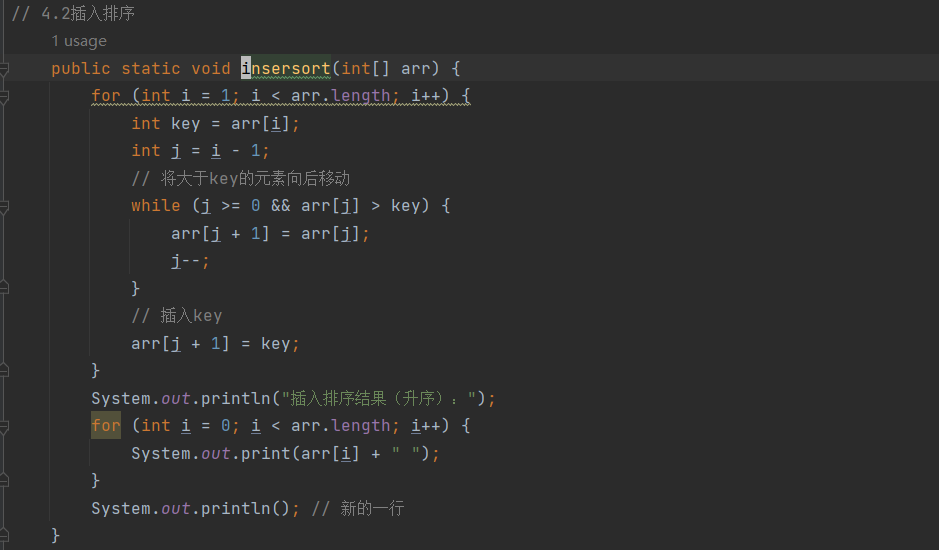 // 4.2插入排序
1 usage
public static void insersort(int[] arr) {
for (int i = 1; i < arr.length; i++) {
int key = arr[i];
int j = i - 1;
// 将大于key的元素向后移动
while (j >= 0 && arr[j] > key) {
arr[j + 1] = arr[j];
j--;
}
// 插入key
arr[j + 1] = key;
}
System.out.println("插入排序结果（升序）：");
for (int i = 0; i < arr.length; i++) {
System.out.print(arr[i] + " ");
}
System.out.println(); // 新的一行
}